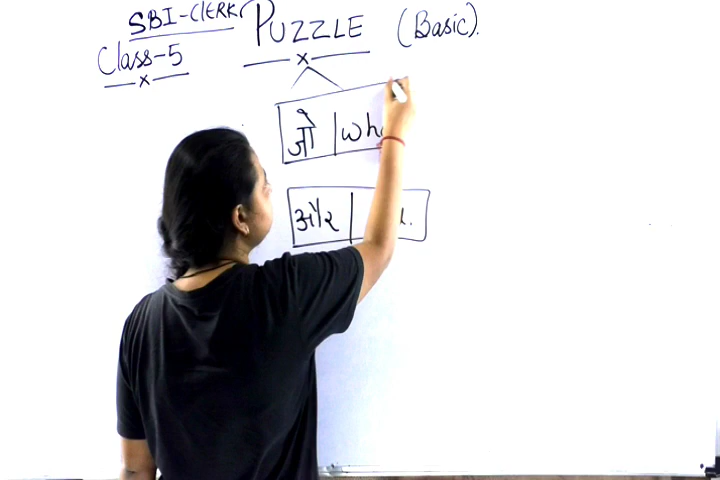 SBI-CLERK
PUZZLE (Basic).
Class-5
जो
और